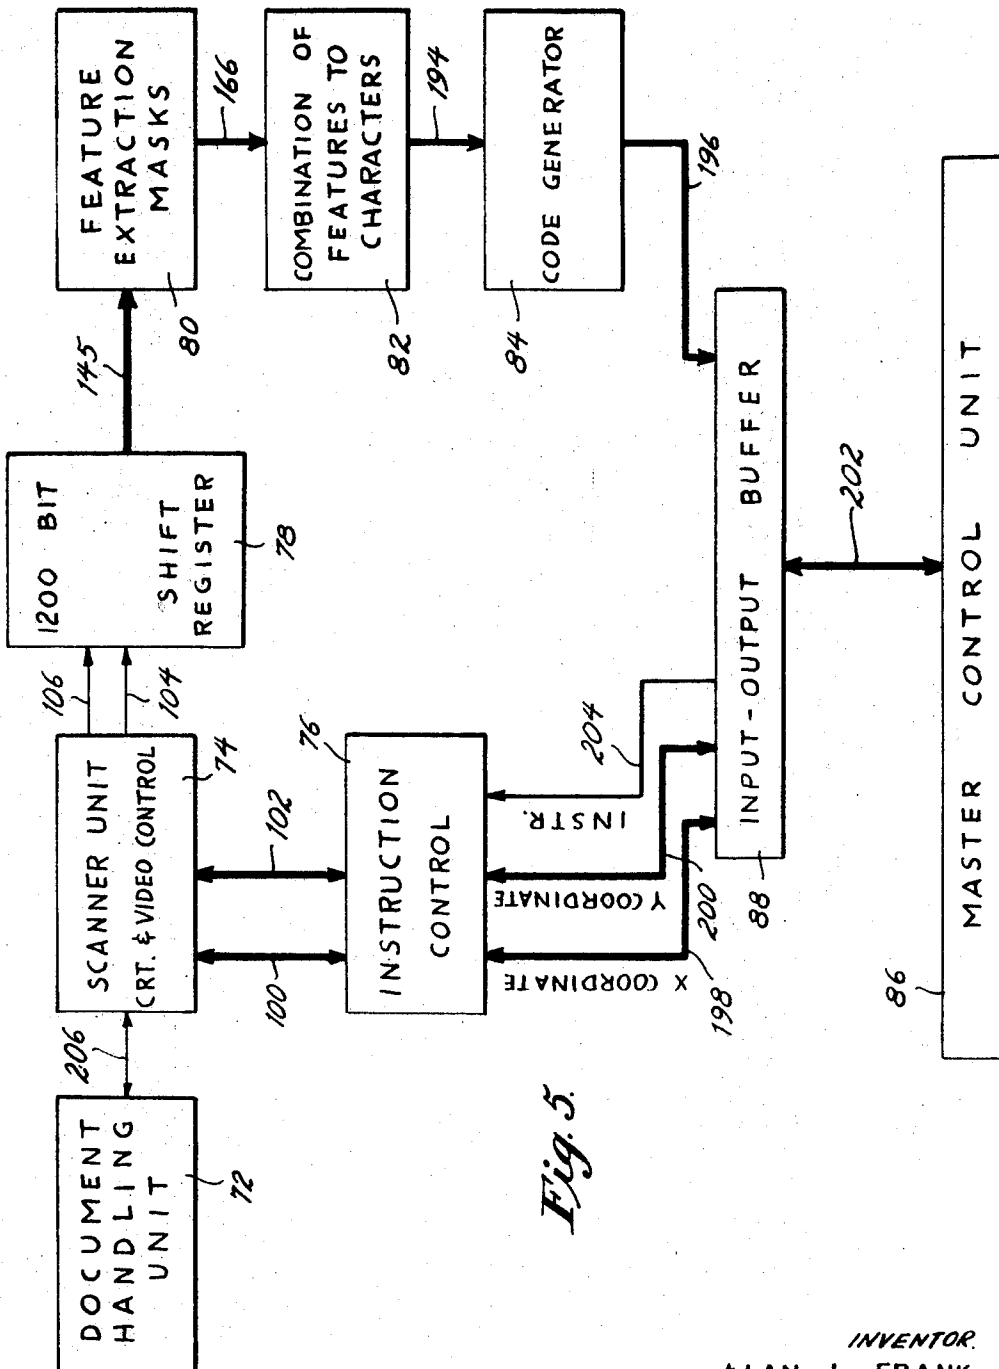 DOCUMENT
HANDLING
UNIT
72
206
SCANNER UNIT
CRT. & VIDEO CONTROL
74
106
104
1200 BIT
SHIFT
REGISTER
78
145
FEATURE
EXTRACTION
MASKS
80
166
COMBINATION OF
FEATURES TO
CHARACTERS
82
194
CODE GENERATOR
84
196
100
102
INSTRUCTION
CONTROL
76
X COORDINATE
Y COORDINATE
INSTR.
198
200
204
INPUT-OUTPUT BUFFER
88
202
MASTER CONTROL UNIT
86
Fig. 5.
INVENTOR.
ALAN I. FRANK